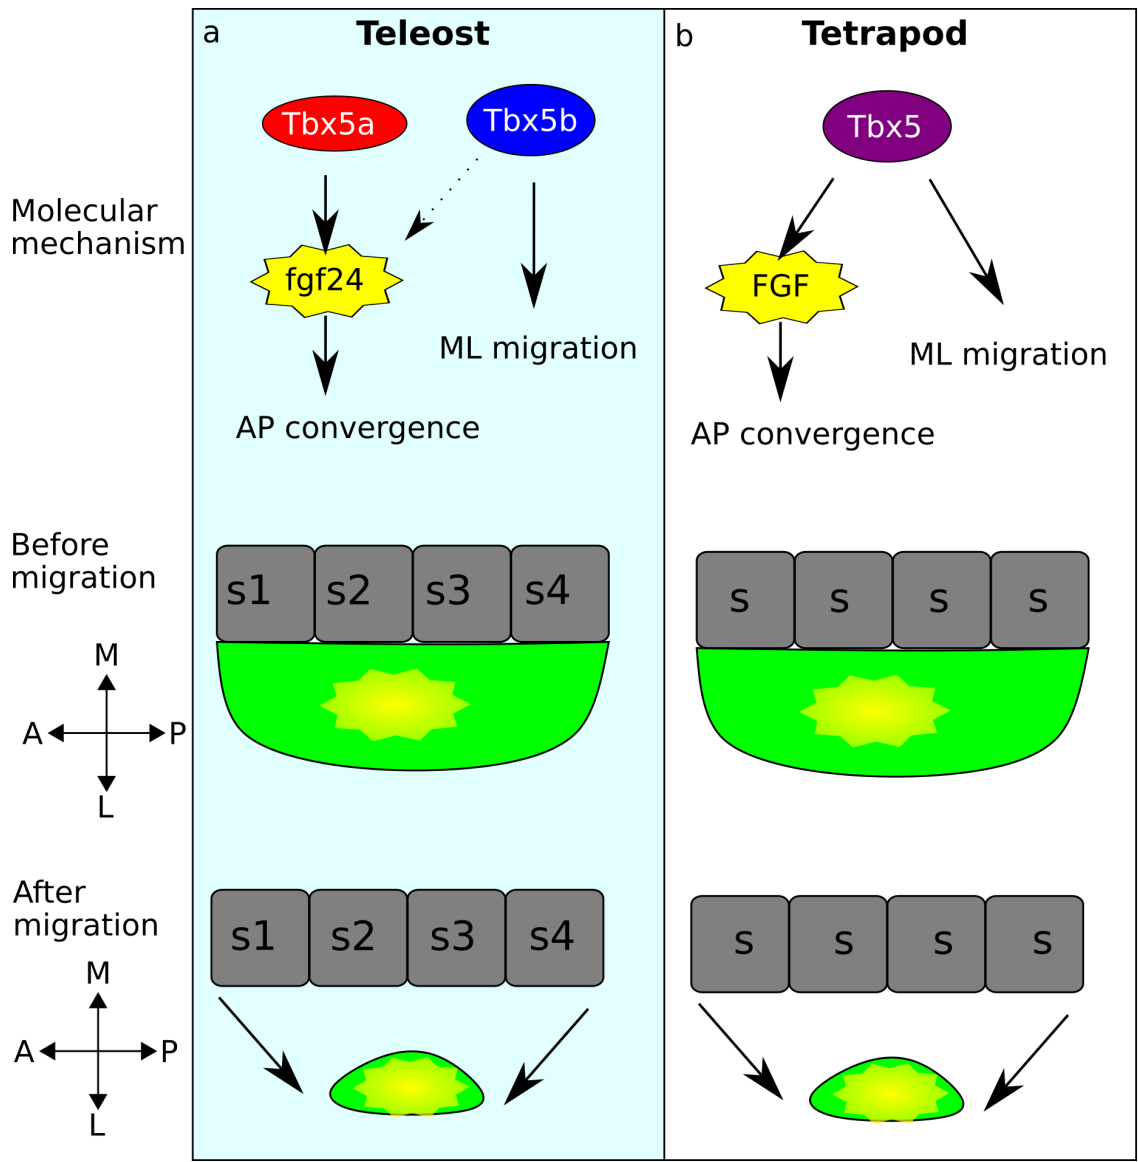 a
Teleost
b
Tetrapod
Tbx5a
Tbx5b
Tbx5
Molecular
mechanism
fgf24
FGF
ML migration
ML migration
AP convergence
AP convergence
Before
migration
s1 s2 s3 s4
s s s s
M
A P
L
After
migration
s1 s2 s3 s4
s s s s
M
A P
L